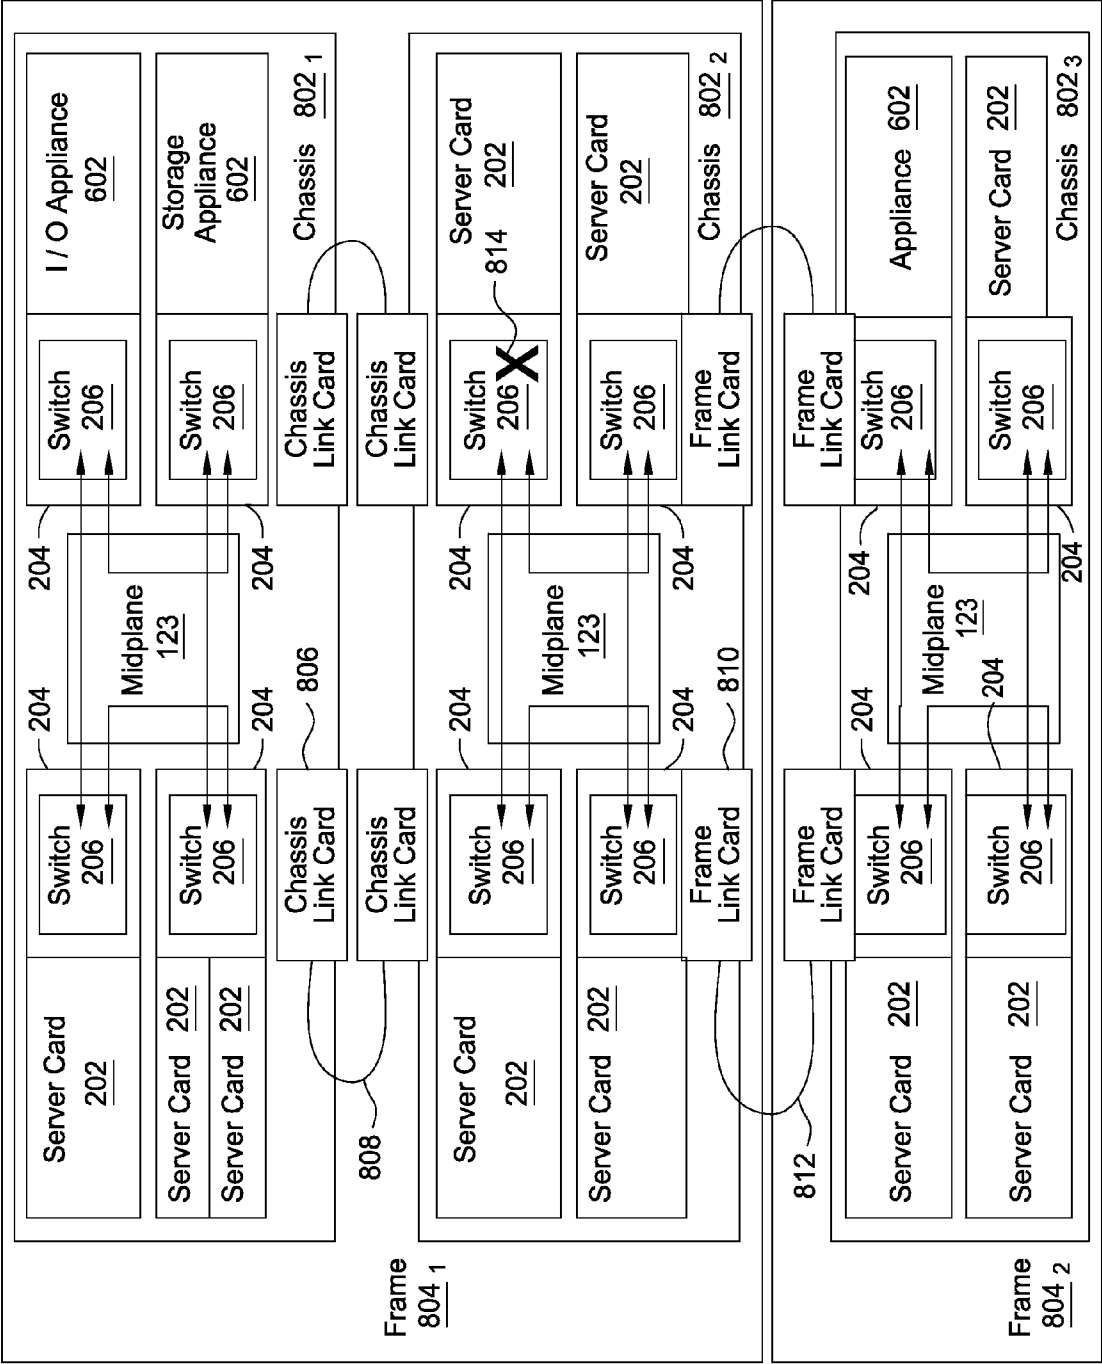 Server Card
202
Switch
206
204
Midplane
123
204
Switch
206
I / O Appliance
602
Server Card 202
Server Card 202
Switch
206
204
204
Switch
206
Storage
Appliance
602
Chassis 802 1
Chassis
Link Card
806
Chassis
Link Card
808
Chassis
Link Card
Chassis
Link Card
Frame
804 1
Server Card
202
Switch
206
204
Midplane
123
204
Switch
206
X
814
Server Card
202
Server Card 202
Switch
206
204
204
Switch
206
Server Card
202
Chassis 802 2
Frame
Link Card
810
Frame
Link Card
812
Frame
Link Card
Frame
Link Card
Server Card 202
Switch
206
204
Midplane
123
204
Switch
206
Appliance 602
Server Card 202
Switch
206
204
204
Switch
206
Server Card 202
Chassis 802 3
Frame
804 2